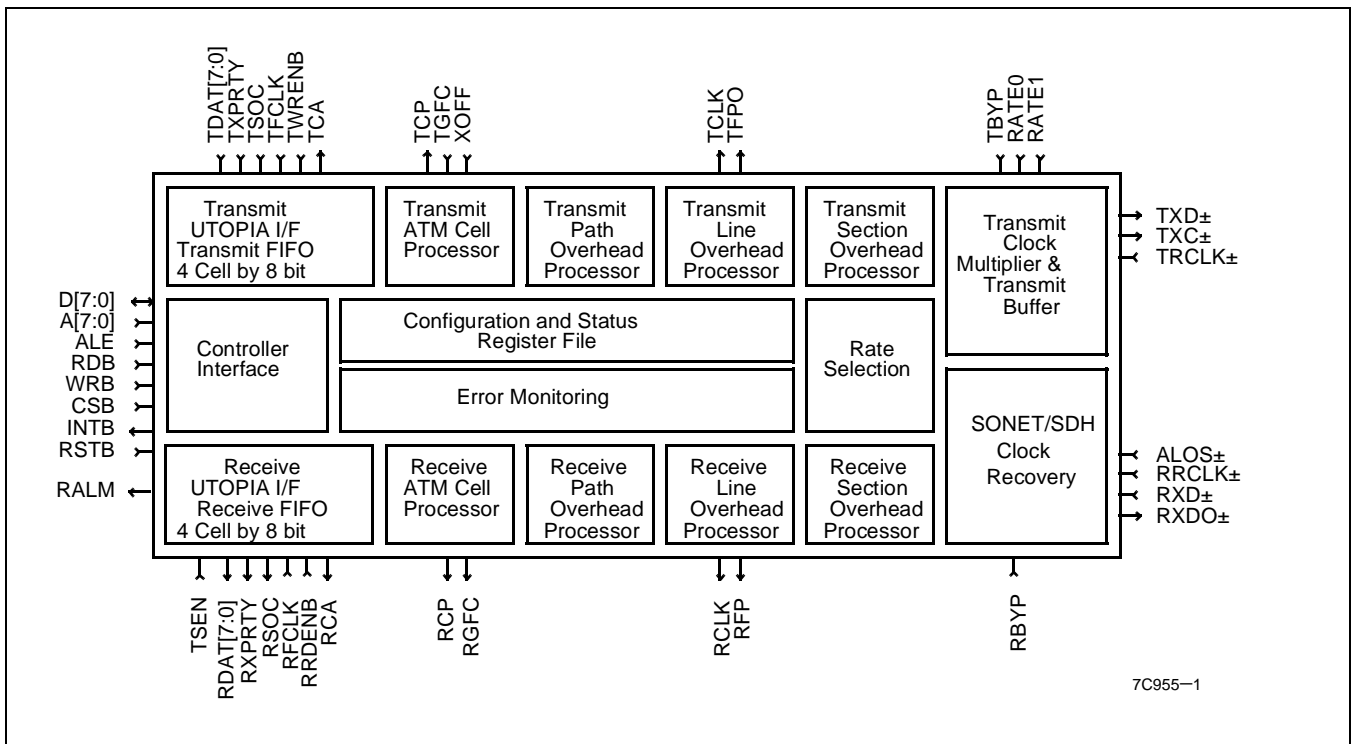 TDAT[7:0]
TXPRTY
TSOC
TFCLK
TWRENB
TCA
TCP
TGFC
XOFF
TCLK
TFPO
TBYP
RATE0
RATE1
Transmit
UTOPIA I/F
Transmit FIFO
4 Cell by 8 bit
Transmit
ATM Cell
Processor
Transmit
Path
Overhead
Processor
Transmit
Line
Overhead
Processor
Transmit
Section
Overhead
Processor
Transmit
Clock
Multiplier &
Transmit
Buffer
TXD±
TXC±
TRCLK±
D[7:0]
A[7:0]
ALE
RDB
WRB
CSB
INTB
RSTB
RALM
Controller
Interface
Configuration and Status
Register File
Error Monitoring
Rate
Selection
SONET/SDH
Clock
Recovery
ALOS±
RRCLK±
RXD±
RXDO±
Receive
UTOPIA I/F
Receive FIFO
4 Cell by 8 bit
Receive
ATM Cell
Processor
Receive
Path
Overhead
Processor
Receive
Line
Overhead
Processor
Receive
Section
Overhead
Processor
TSEN
RDAT[7:0]
RXPRTY
RSOC
RFCLK
RRDENB
RCA
RCP
RGFC
RCLK
RFP
RBYP
7C955–1